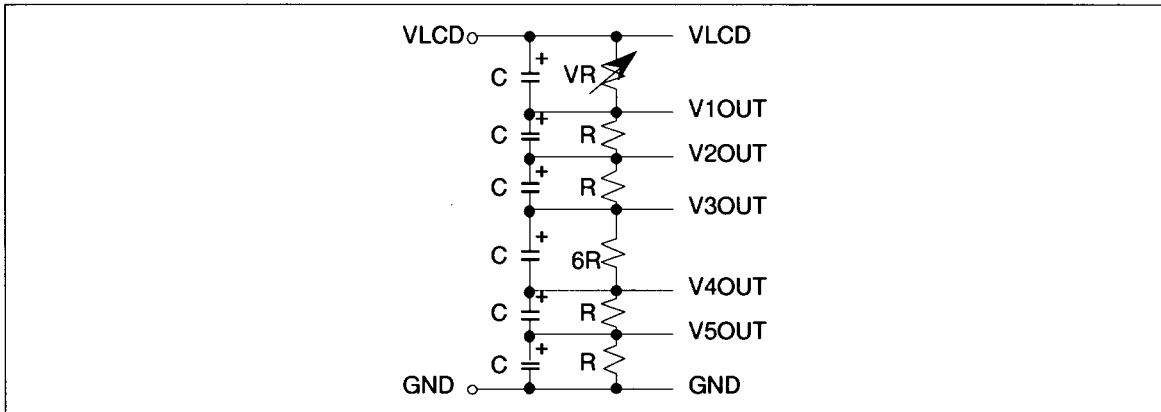 VLCD VLCD
+
C VR
V1OUT
+
C R
V2OUT
+
C R
V3OUT
+
C 6R
V4OUT
+
C R
V5OUT
+
C R
GND GND